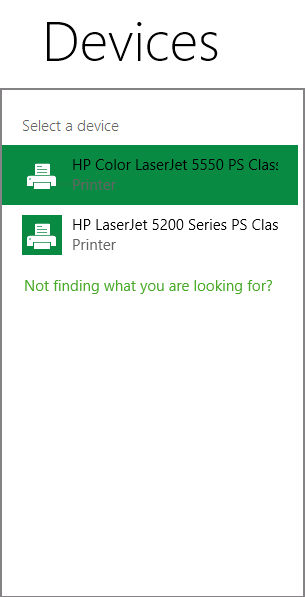 Devices
Select a device
HP Color LaserJet 5550 PS Clas
Printer
HP LaserJet 5200 Series PS Clas
Printer
Not finding what you are looking for?